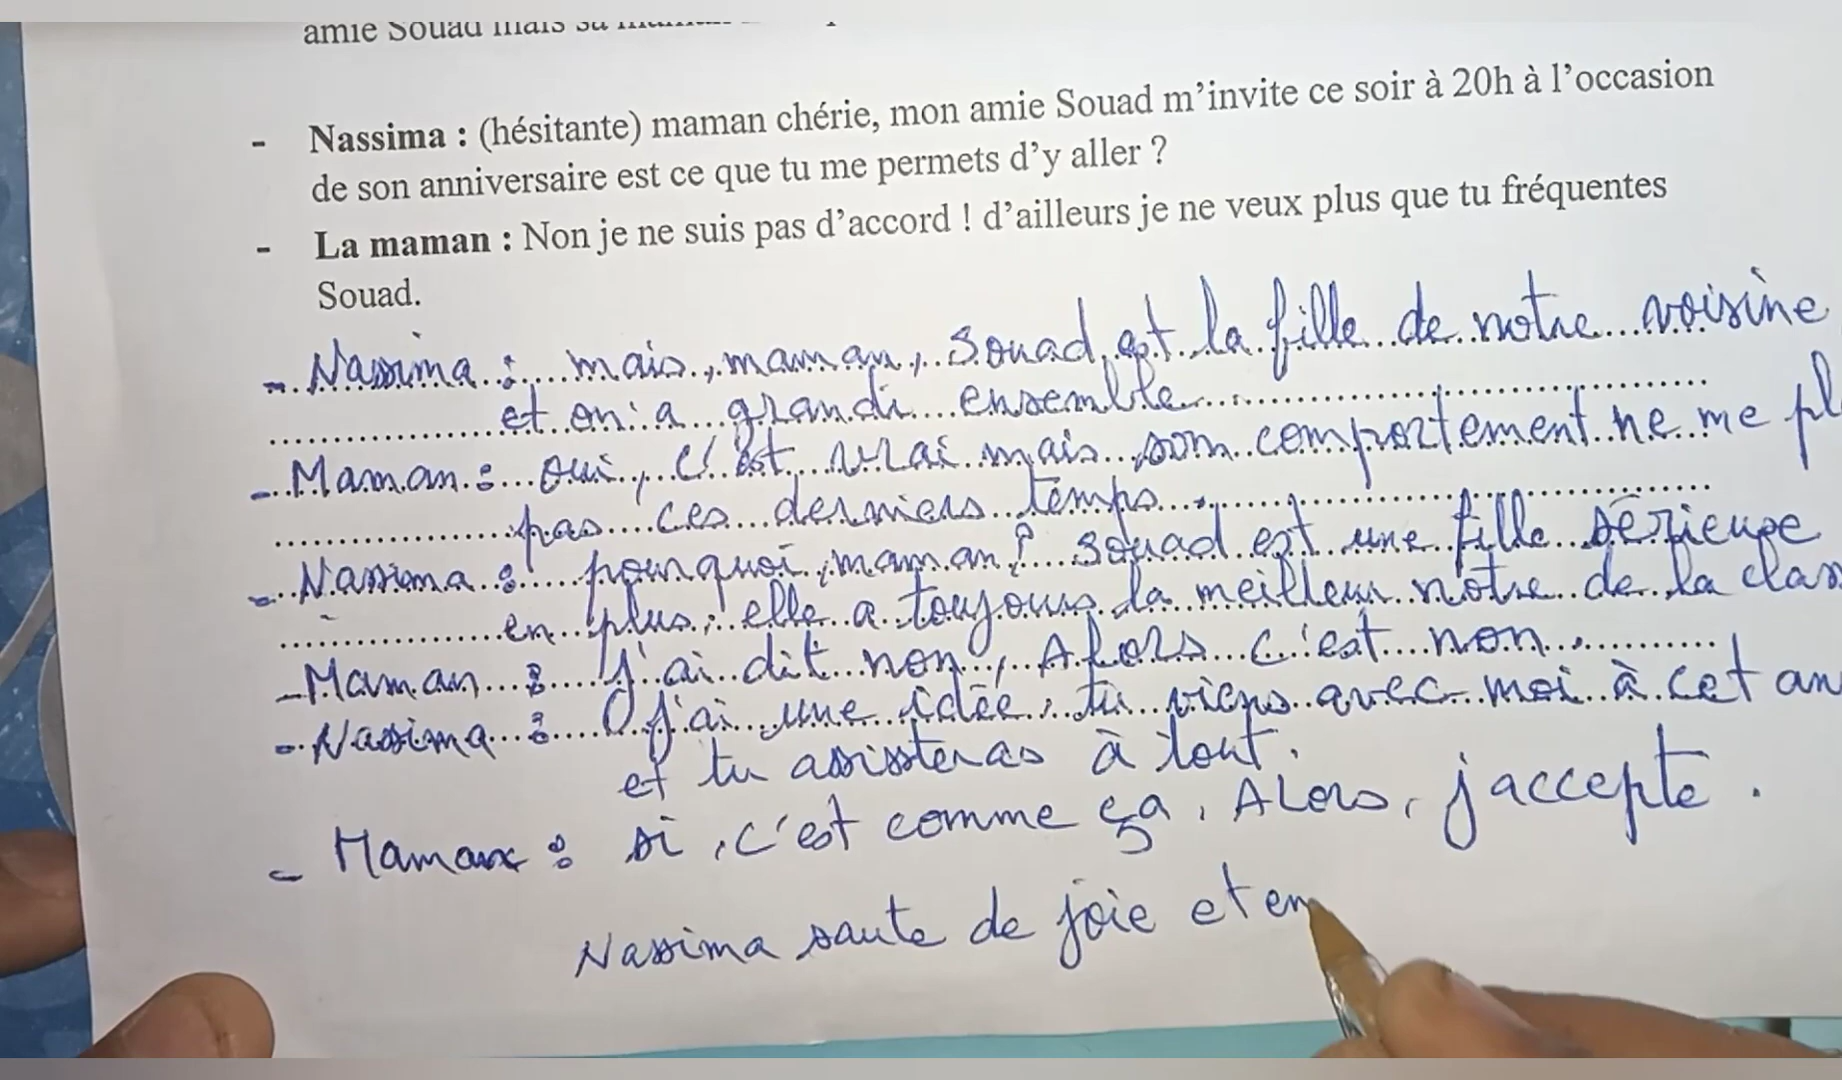 amie Souad mais sa
- Nassima : (hésitante) maman chérie, mon amie Souad m'invite ce soir à 20h à l'occasion
de son anniversaire est ce que tu me permets d'y aller ?
- La maman : Non je ne suis pas d'accord ! d'ailleurs je ne veux plus que tu fréquentes
Souad.
- Nassima : mais, maman, Souad est la fille de notre voisine
et on a grandi ensemble
- Maman : oui, c'est vrai mais son comportement ne me pl
pas ces derniers temps.
- Nassima : pourquoi, maman ? Souad est une fille sérieuse
en plus, elle a toujours la meilleur note de la clas
- Maman : J'ai dit non, Alors c'est non.
- Nassima : O j'ai une idée, tu viens avec moi à cet an
et tu assisteras à tout.
- Maman : si, c'est comme ça, Alors, j'accepte.
Nassima saute de joie et em